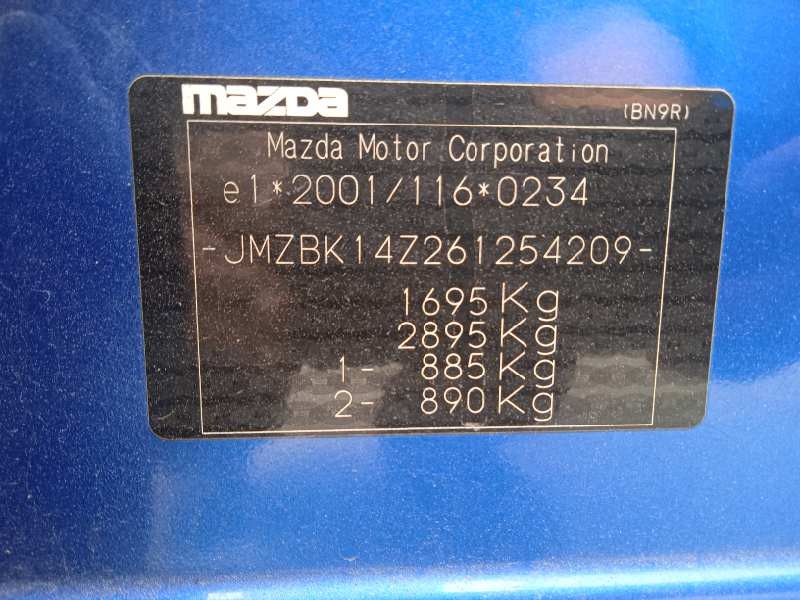 mazda
(BN9R)
Mazda Motor Corporation
e1*2001/116*0234
-JMZBK14Z261254209-
1695 Kg
2895 Kg
1- 885 Kg
2- 890 Kg